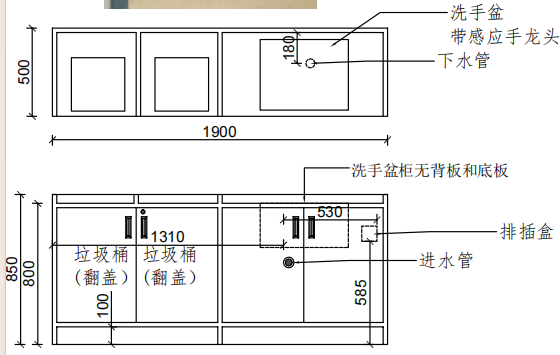 洗手盆
带感应手龙头
下水管
180
500
1900
洗手盆柜无背板和底板
530
1310
排插盒
垃圾桶 垃圾桶
(翻盖) (翻盖)
进水管
850
800
100
585